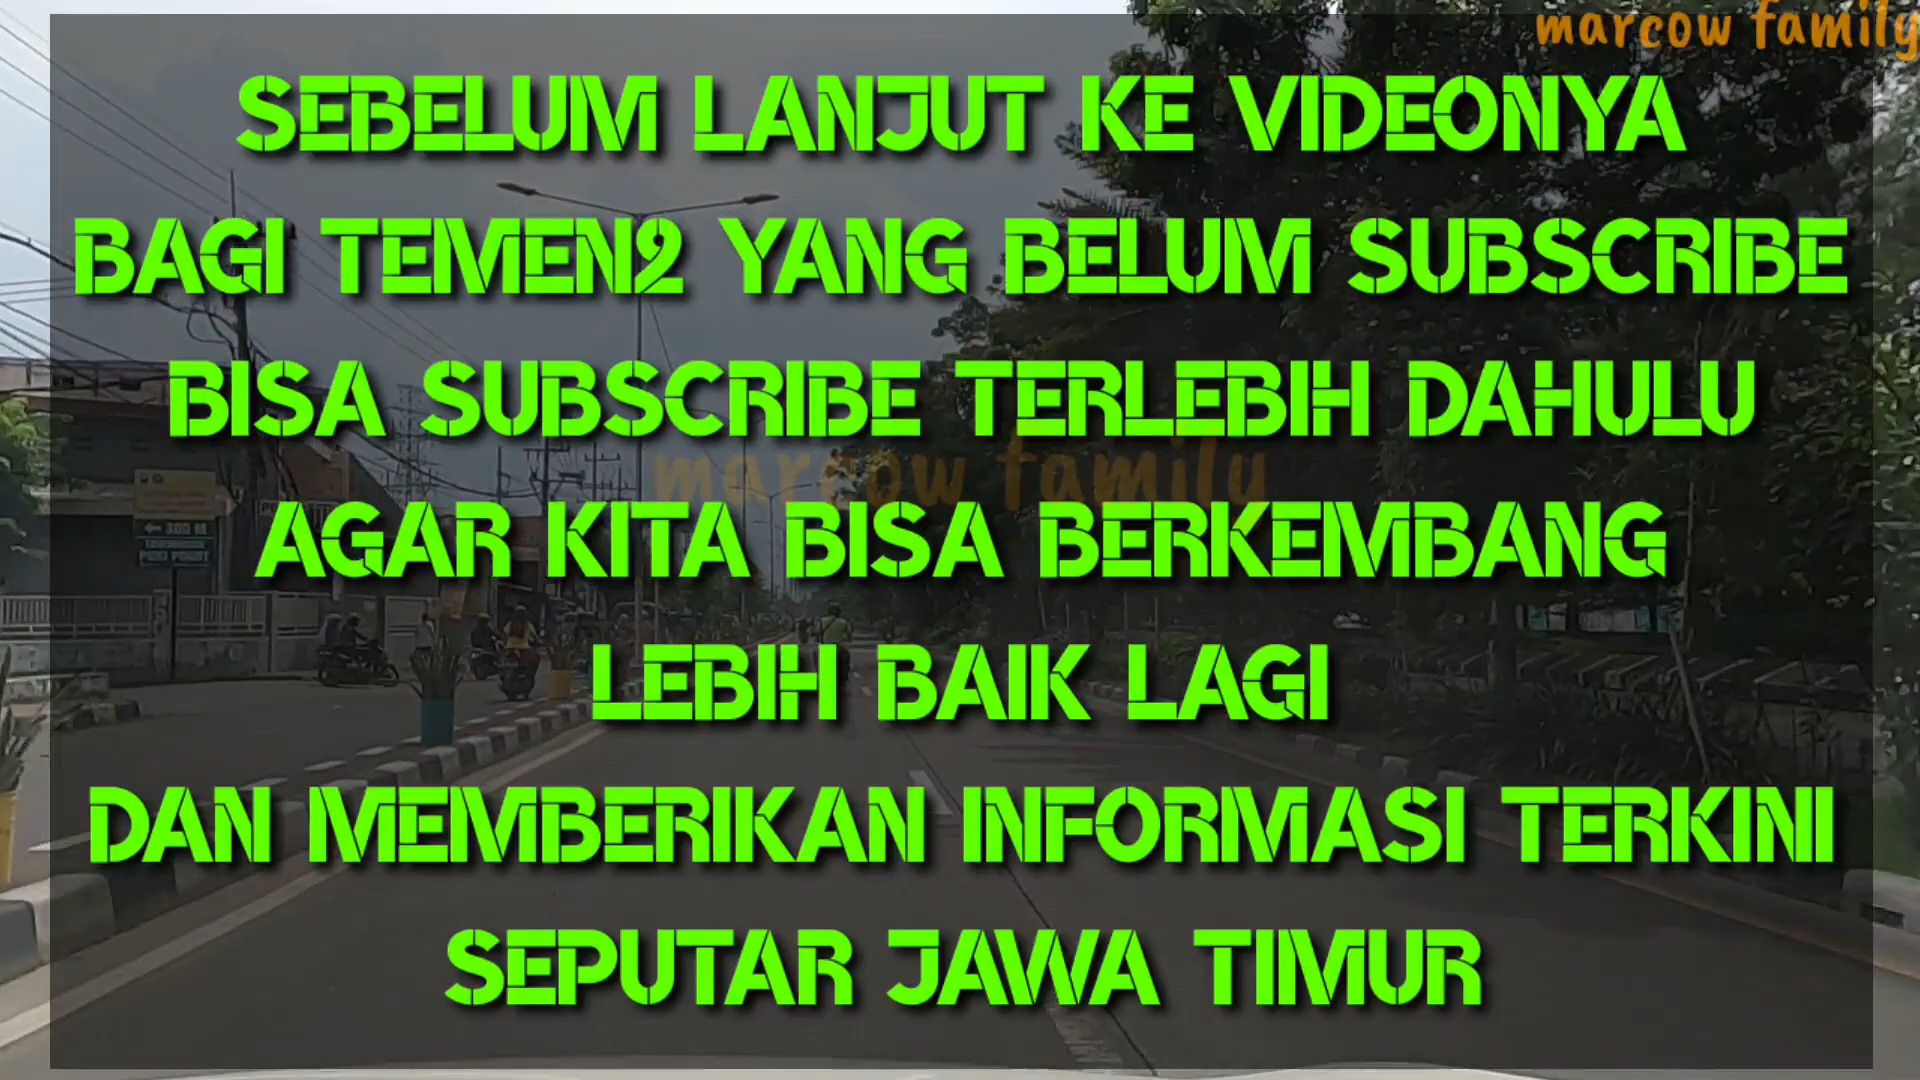 marcow family
SEBELUM LANJUT KE VIDEONYA
BAGI TEMEN2 YANG BELUM SUBSCRIBE
BISA SUBSCRIBE TERLEBIH DAHULU
marcow family
AGAR KITA BISA BERKEMBANG
LEBIH BAIK LAGI
DAN MEMBERIKAN INFORMASI TERKINI
SEPUTAR JAWA TIMUR
300 M